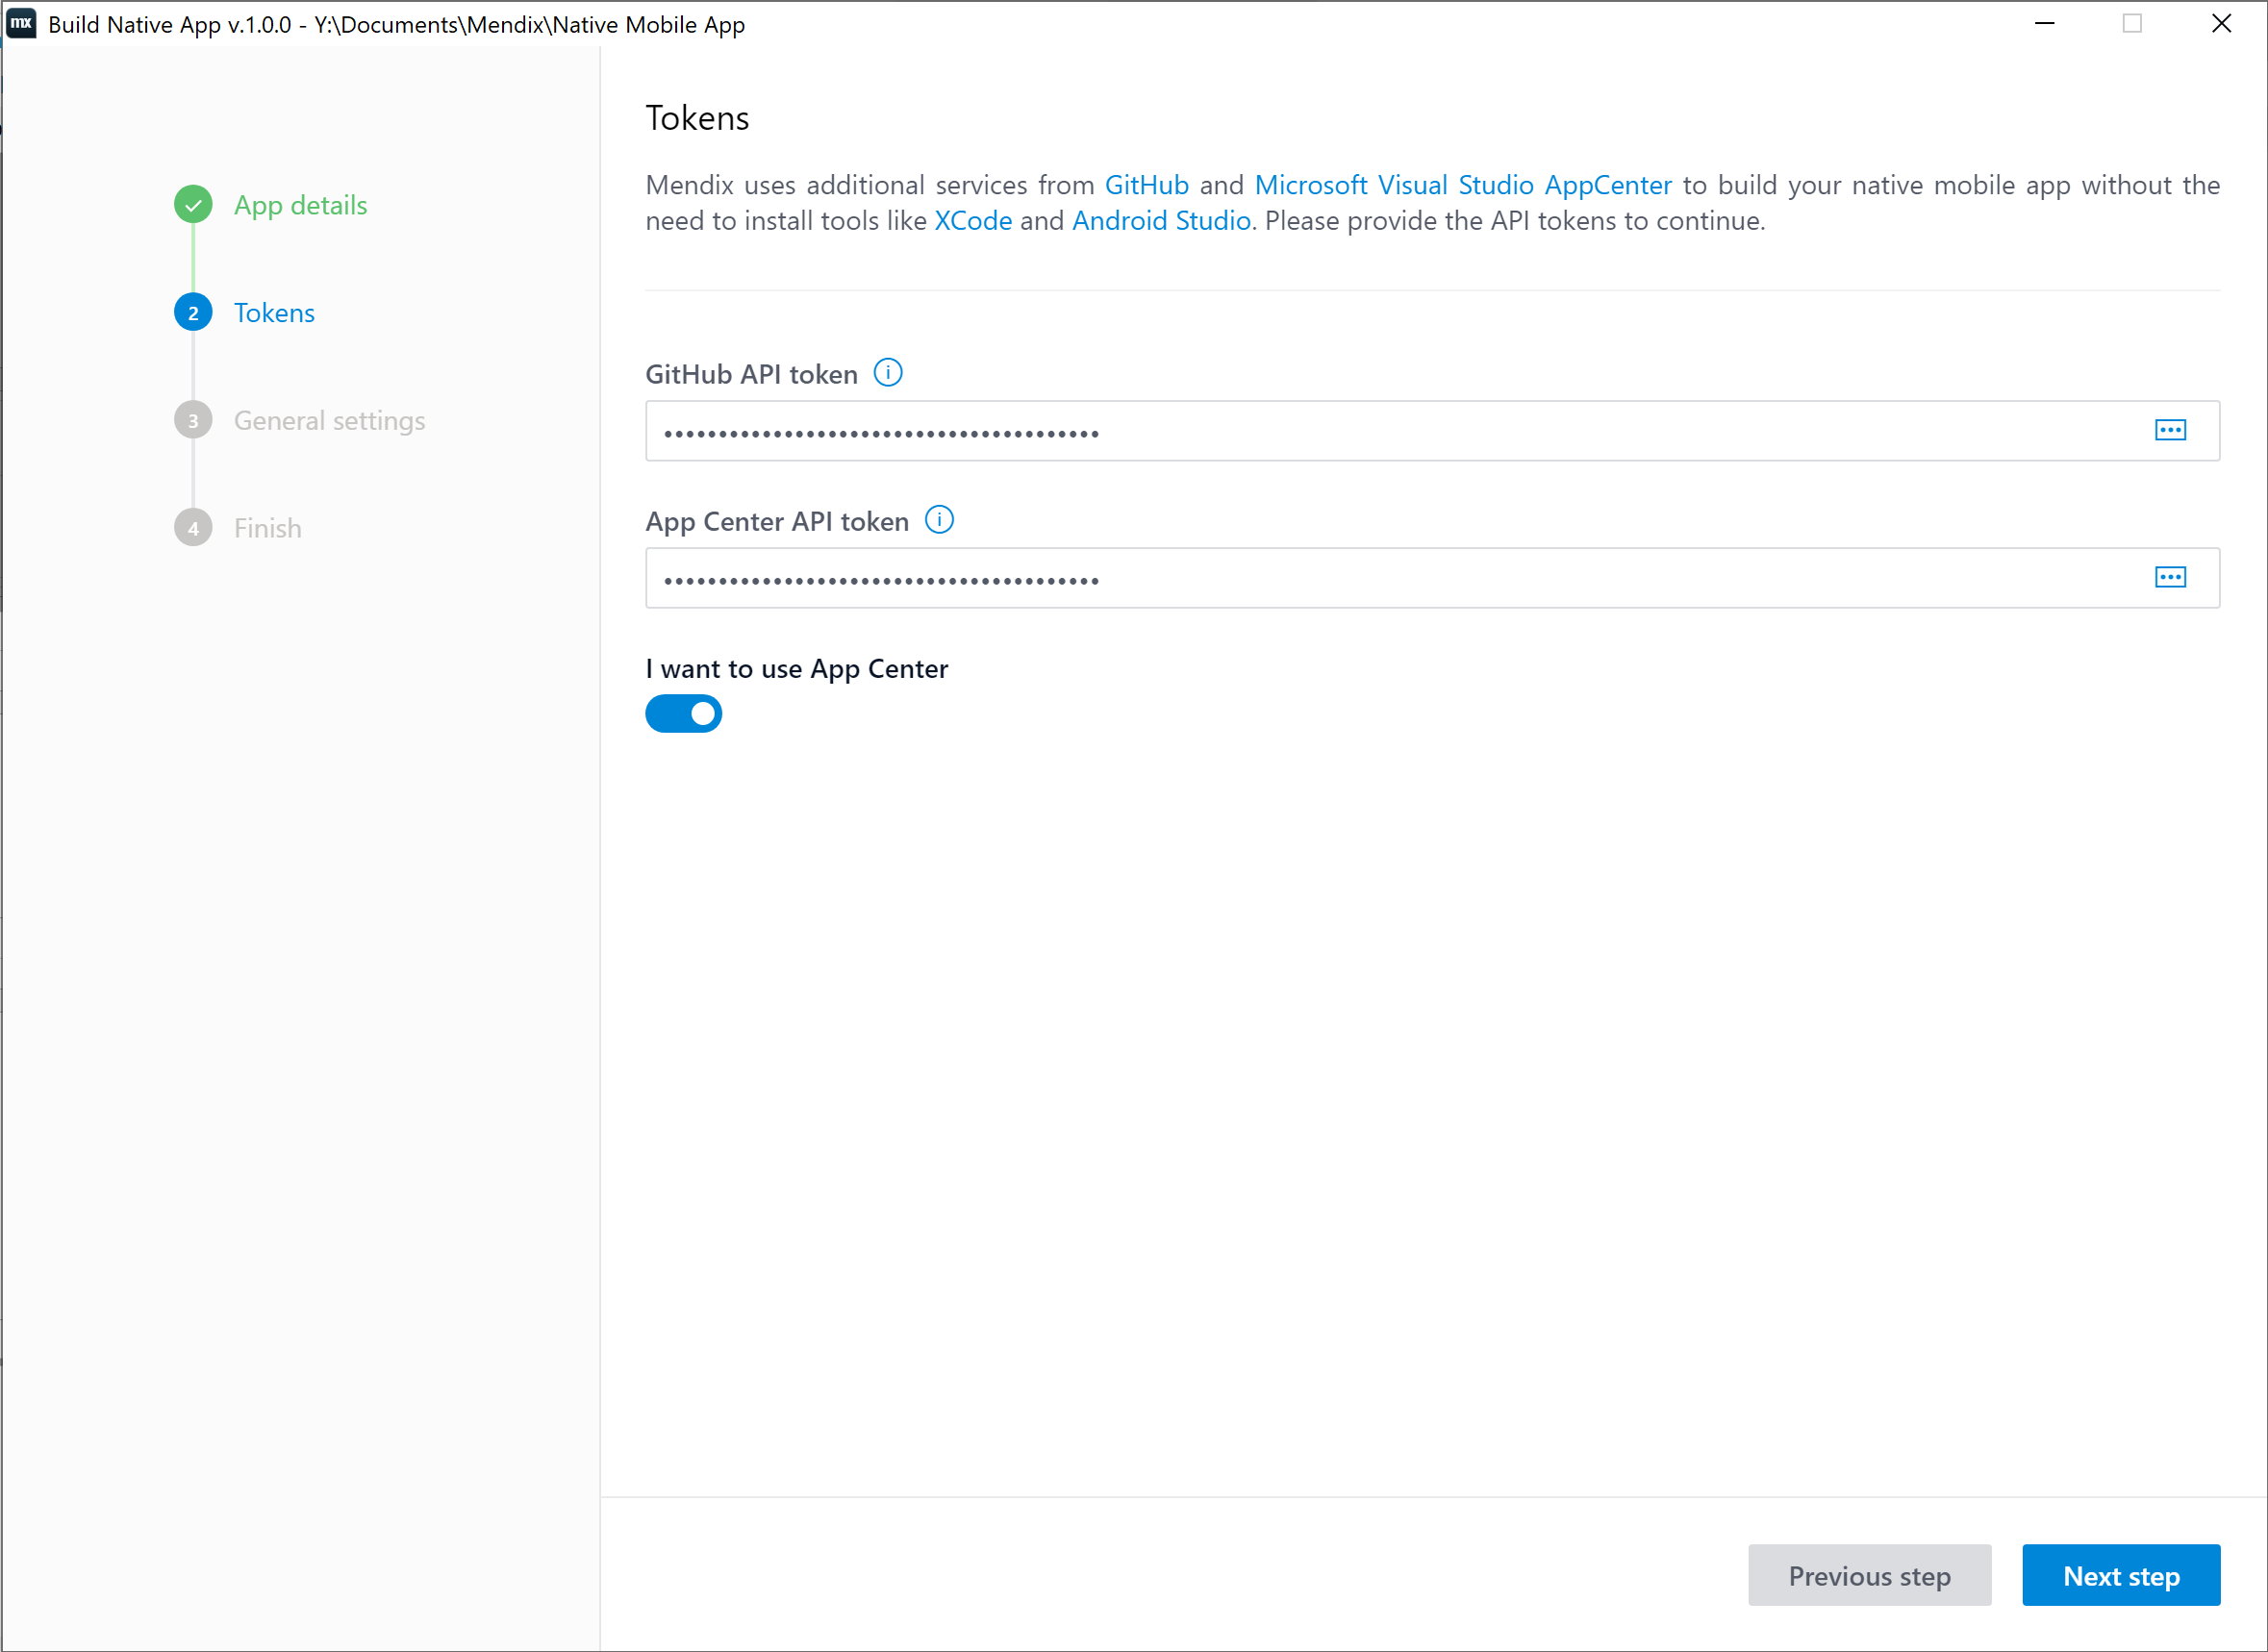 mx Build Native App v.1.0.0 - Y:\Documents\Mendix\Native Mobile App
App details
2 Tokens
3 General settings
4 Finish
Tokens
Mendix uses additional services from GitHub and Microsoft Visual Studio AppCenter to build your native mobile app without the
need to install tools like XCode and Android Studio. Please provide the API tokens to continue.
GitHub API token
••••••••••••••••••••••••••••••••••••••••
App Center API token
••••••••••••••••••••••••••••••••••••••••
I want to use App Center
Previous step
Next step